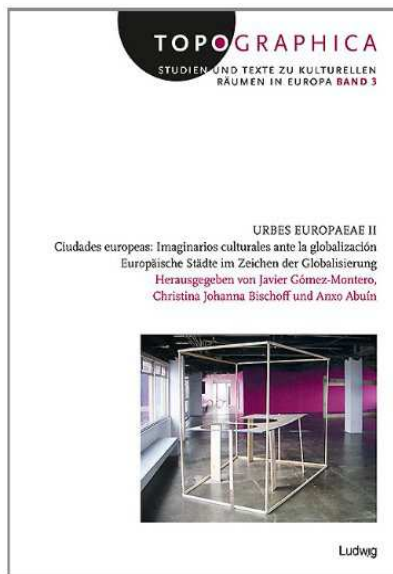 TOPOGRAPHICA
STUDIEN UND TEXTE ZU KULTURELLEN
RÄUMEN IN EUROPA BAND 3
URBES EUROPAEAE II
Ciudades europeas: Imaginarios culturales ante la globalización
Europäische Städte im Zeichen der Globalisierung
Herausgegeben von Javier Gómez-Montero,
Christina Johanna Bischoff und Anxo Abuín
Ludwig